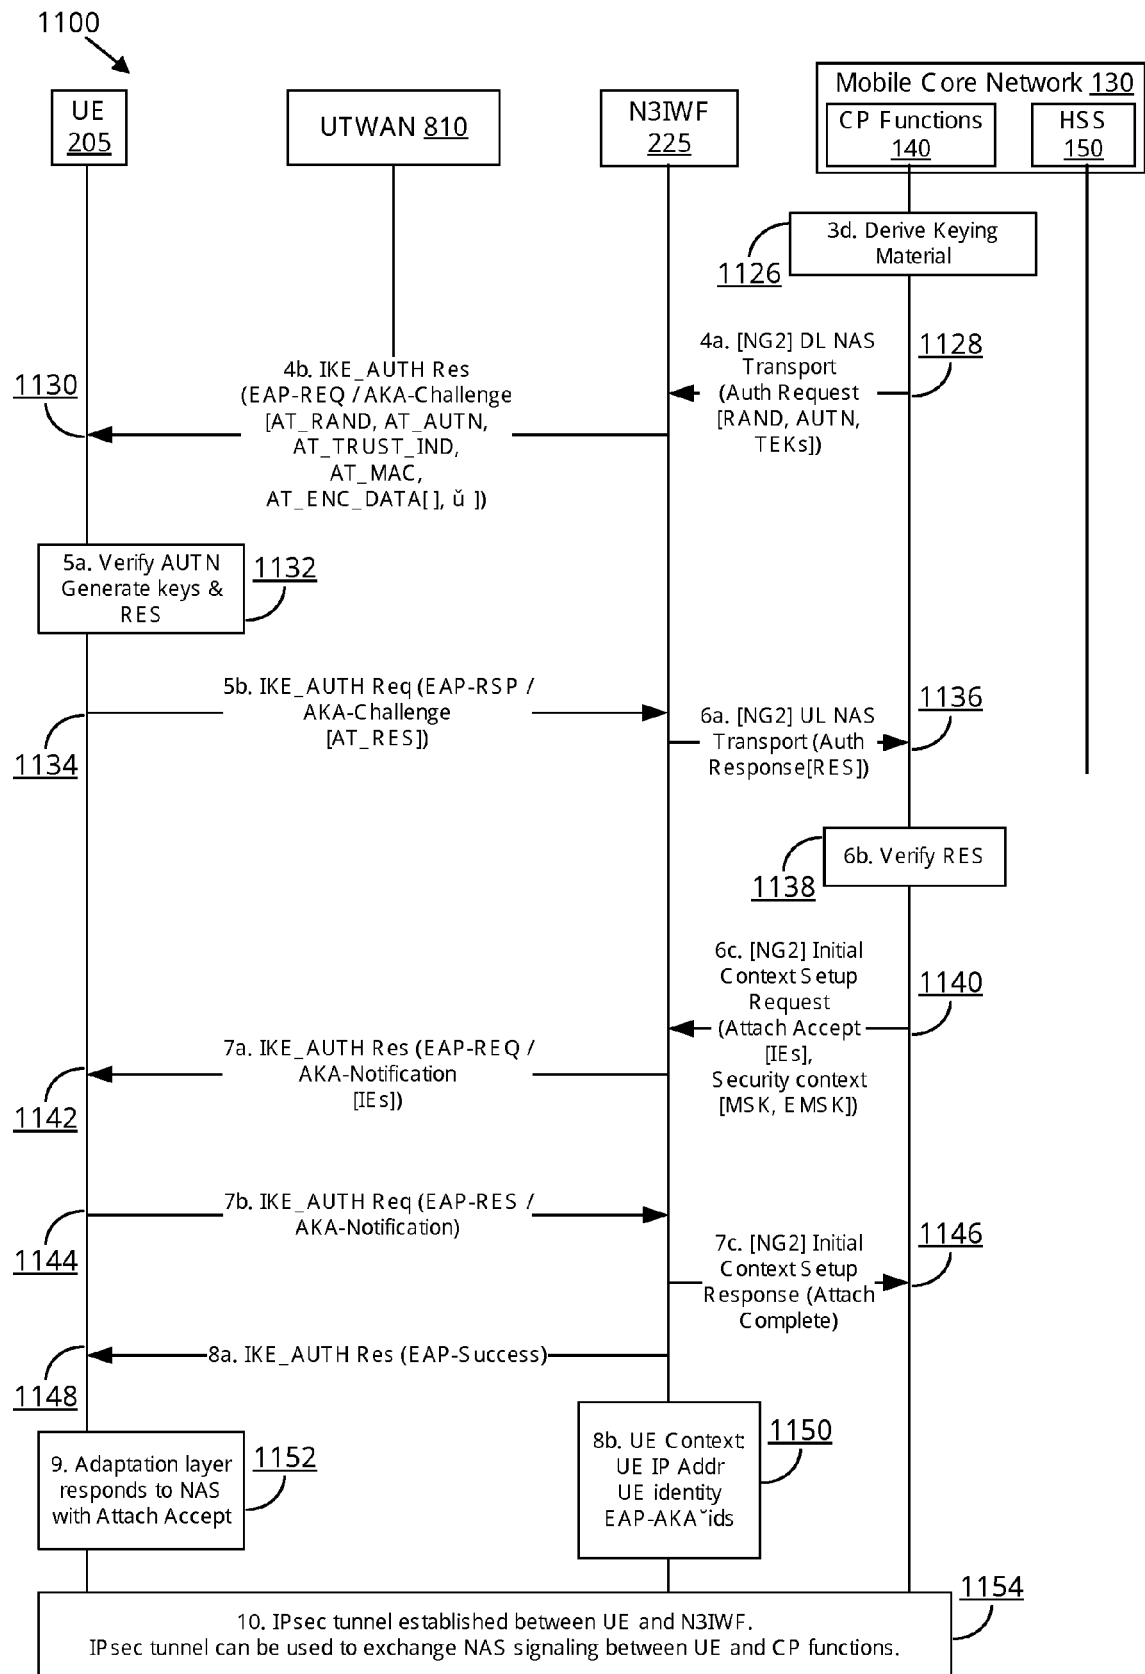 1100
UE
205
UTWAN 810
N3IWF
225
Mobile Core Network 130
CP Functions
140
HSS
150
3d. Derive Keying
Material
1126
4a. [NG2] DL NAS
Transport
(Auth Request
[RAND, AUTN,
TEKs])
1128
4b. IKE_AUTH Res
(EAP-REQ / AKA-Challenge
[AT_RAND, AT_AUTN,
AT_TRUST_IND,
AT_MAC,
AT_ENC_DATA[ ], ŭ ])
1130
5a. Verify AUTN
Generate keys &
RES
1132
5b. IKE_AUTH Req (EAP-RSP /
AKA-Challenge
[AT_RES])
1134
6a. [NG2] UL NAS
Transport (Auth
Response[RES])
1136
6b. Verify RES
1138
6c. [NG2] Initial
Context Setup
Request
(Attach Accept
[IEs],
Security context
[MSK, EMSK])
1140
7a. IKE_AUTH Res (EAP-REQ /
AKA-Notification
[IEs])
1142
7b. IKE_AUTH Req (EAP-RES /
AKA-Notification)
1144
7c. [NG2] Initial
Context Setup
Response (Attach
Complete)
1146
8a. IKE_AUTH Res (EAP-Success)
1148
8b. UE Context:
UE IP Addr
UE identity
EAP-AKA˘ids
1150
9. Adaptation layer
responds to NAS
with Attach Accept
1152
10. IPsec tunnel established between UE and N3IWF.
IPsec tunnel can be used to exchange NAS signaling between UE and CP functions.
1154